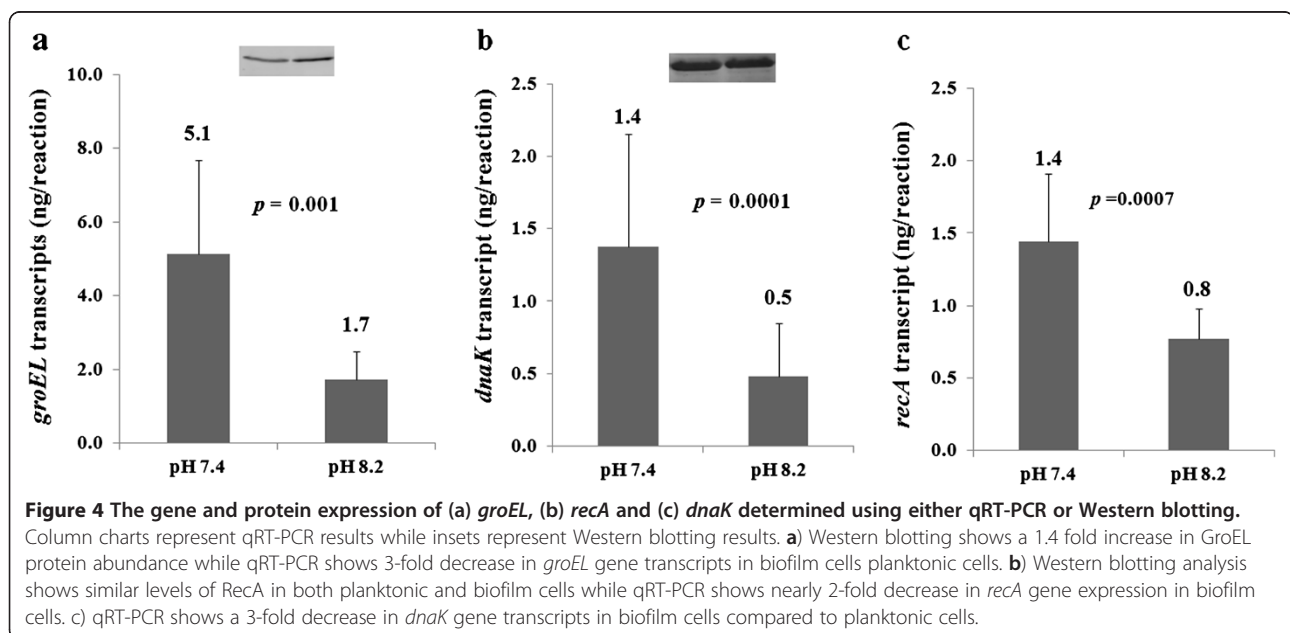 a
10.0
8.0
6.0
4.0
2.0
0.0
groEL transcripts (ng/reaction)
5.1
p = 0.001
1.7
pH 7.4
pH 8.2
b
2.5
2.0
1.5
1.0
0.5
0.0
dnaK transcript (ng/reaction)
1.4
p = 0.0001
0.5
pH 7.4
pH 8.2
c
2.5
2.0
1.5
1.0
0.5
0.0
recA transcript (ng/reaction)
1.4
p =0.0007
0.8
pH 7.4
pH 8.2
Figure 4 The gene and protein expression of (a) groEL, (b) recA and (c) dnaK determined using either qRT-PCR or Western blotting.
Column charts represent qRT-PCR results while insets represent Western blotting results. a) Western blotting shows a 1.4 fold increase in GroEL
protein abundance while qRT-PCR shows 3-fold decrease in groEL gene transcripts in biofilm cells planktonic cells. b) Western blotting analysis
shows similar levels of RecA in both planktonic and biofilm cells while qRT-PCR shows nearly 2-fold decrease in recA gene expression in biofilm
cells. c) qRT-PCR shows a 3-fold decrease in dnaK gene transcripts in biofilm cells compared to planktonic cells.